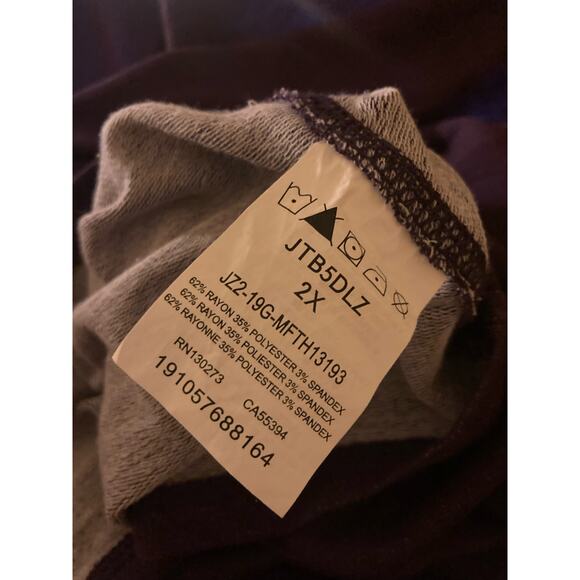 JTB5DLZ
2X
JZ2-19G-MFTH13193
62% RAYON 35% POLYESTER 3% SPANDEX
62% RAYON 35% POLIESTER 3% SPANDEX
62% RAYONNE 35% POLYESTER 3% SPANDEX
RN130273 CA55394
191057688164